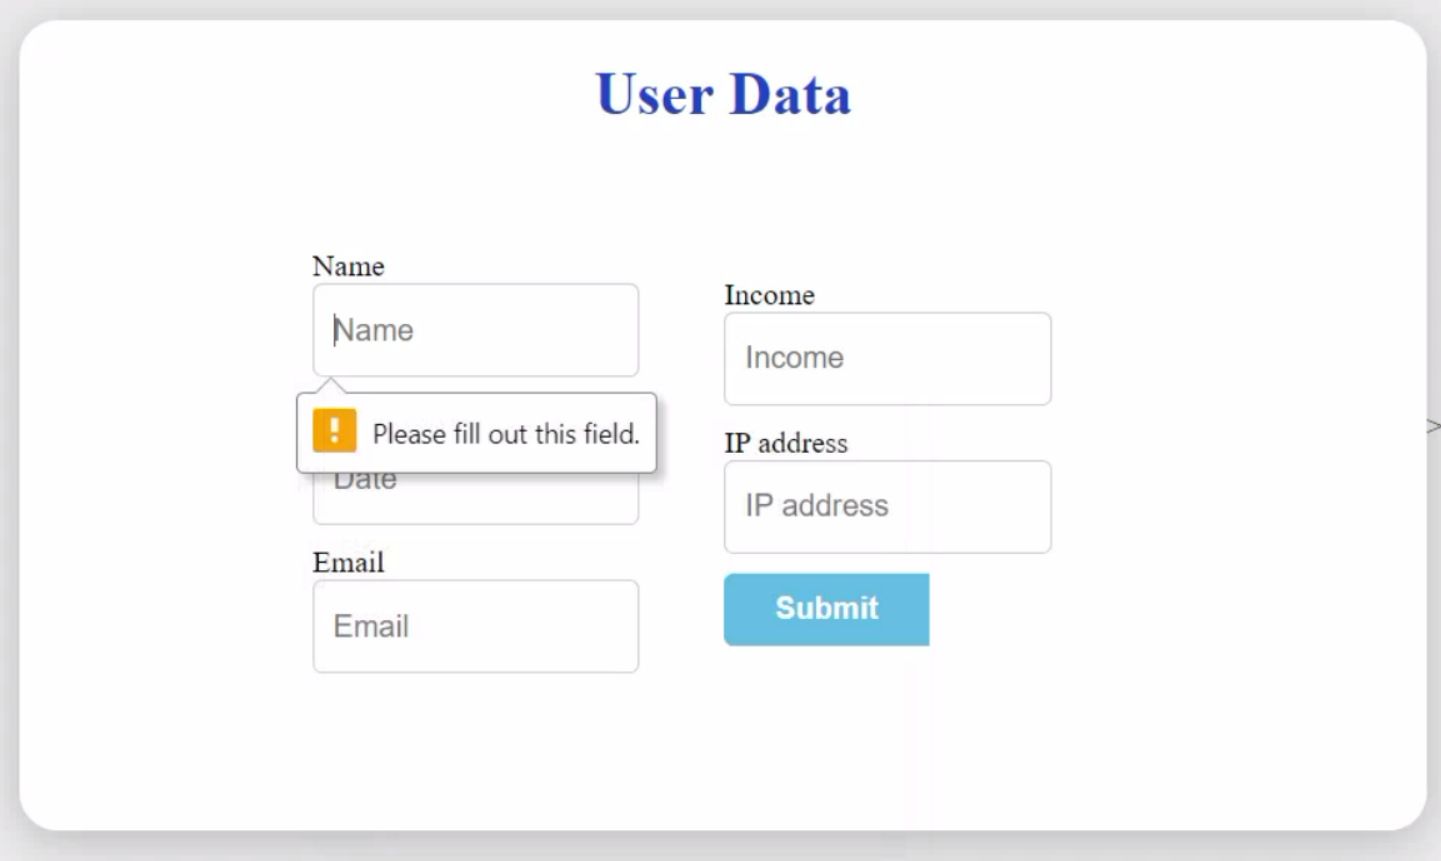 User Data
Name
Name
Please fill out this field.
Date
Email
Email
Income
Income
IP address
IP address
Submit
>